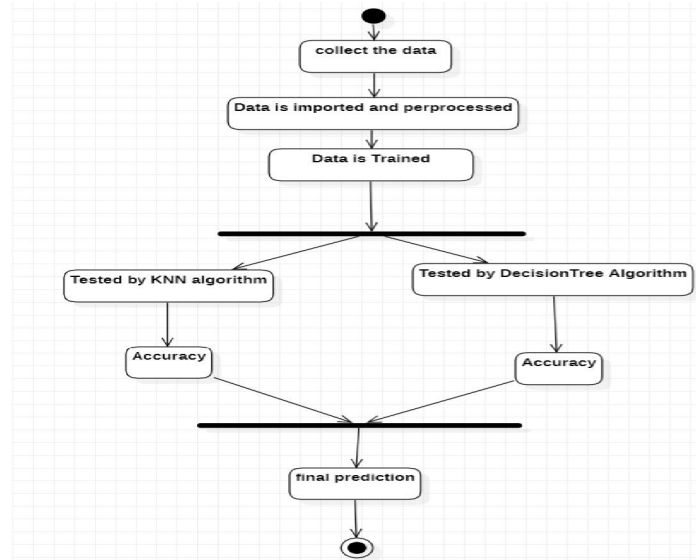 collect the data
Data is imported and perprocessed
Data is Trained
Tested by KNN algorithm
Tested by DecisionTree Algorithm
Accuracy
Accuracy
final prediction